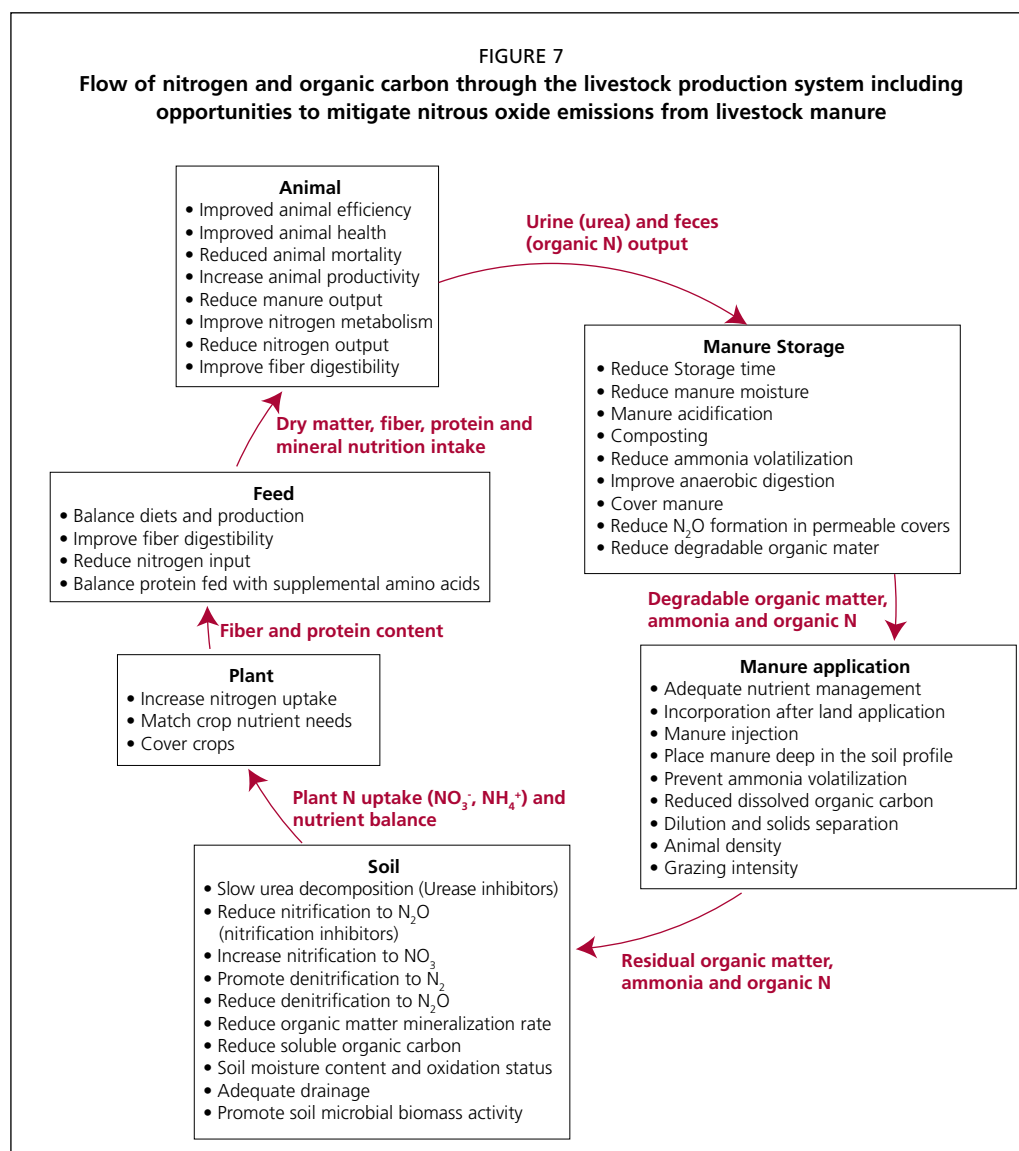 FIGURE 7
Flow of nitrogen and organic carbon through the livestock production system including
opportunities to mitigate nitrous oxide emissions from livestock manure
Animal
• Improved animal efficiency
• Improved animal health
• Reduced animal mortality
• Increase animal productivity
• Reduce manure output
• Improve nitrogen metabolism
• Reduce nitrogen output
• Improve fiber digestibility
Urine (urea) and feces
(organic N) output
Manure Storage
• Reduce Storage time
• Reduce manure moisture
• Manure acidification
• Composting
• Reduce ammonia volatilization
• Improve anaerobic digestion
• Cover manure
• Reduce N₂O formation in permeable covers
• Reduce degradable organic mater
Degradable organic matter,
ammonia and organic N
Manure application
• Adequate nutrient management
• Incorporation after land application
• Manure injection
• Place manure deep in the soil profile
• Prevent ammonia volatilization
• Reduced dissolved organic carbon
• Dilution and solids separation
• Animal density
• Grazing intensity
Residual organic matter,
ammonia and organic N
Soil
• Slow urea decomposition (Urease inhibitors)
• Reduce nitrification to N₂O
(nitrification inhibitors)
• Increase nitrification to NO₃
• Promote denitrification to N₂
• Reduce denitrification to N₂O
• Reduce organic matter mineralization rate
• Reduce soluble organic carbon
• Soil moisture content and oxidation status
• Adequate drainage
• Promote soil microbial biomass activity
Plant N uptake (NO₃⁻, NH₄⁺) and
nutrient balance
Plant
• Increase nitrogen uptake
• Match crop nutrient needs
• Cover crops
Fiber and protein content
Feed
• Balance diets and production
• Improve fiber digestibility
• Reduce nitrogen input
• Balance protein fed with supplemental amino acids
Dry matter, fiber, protein and
mineral nutrition intake